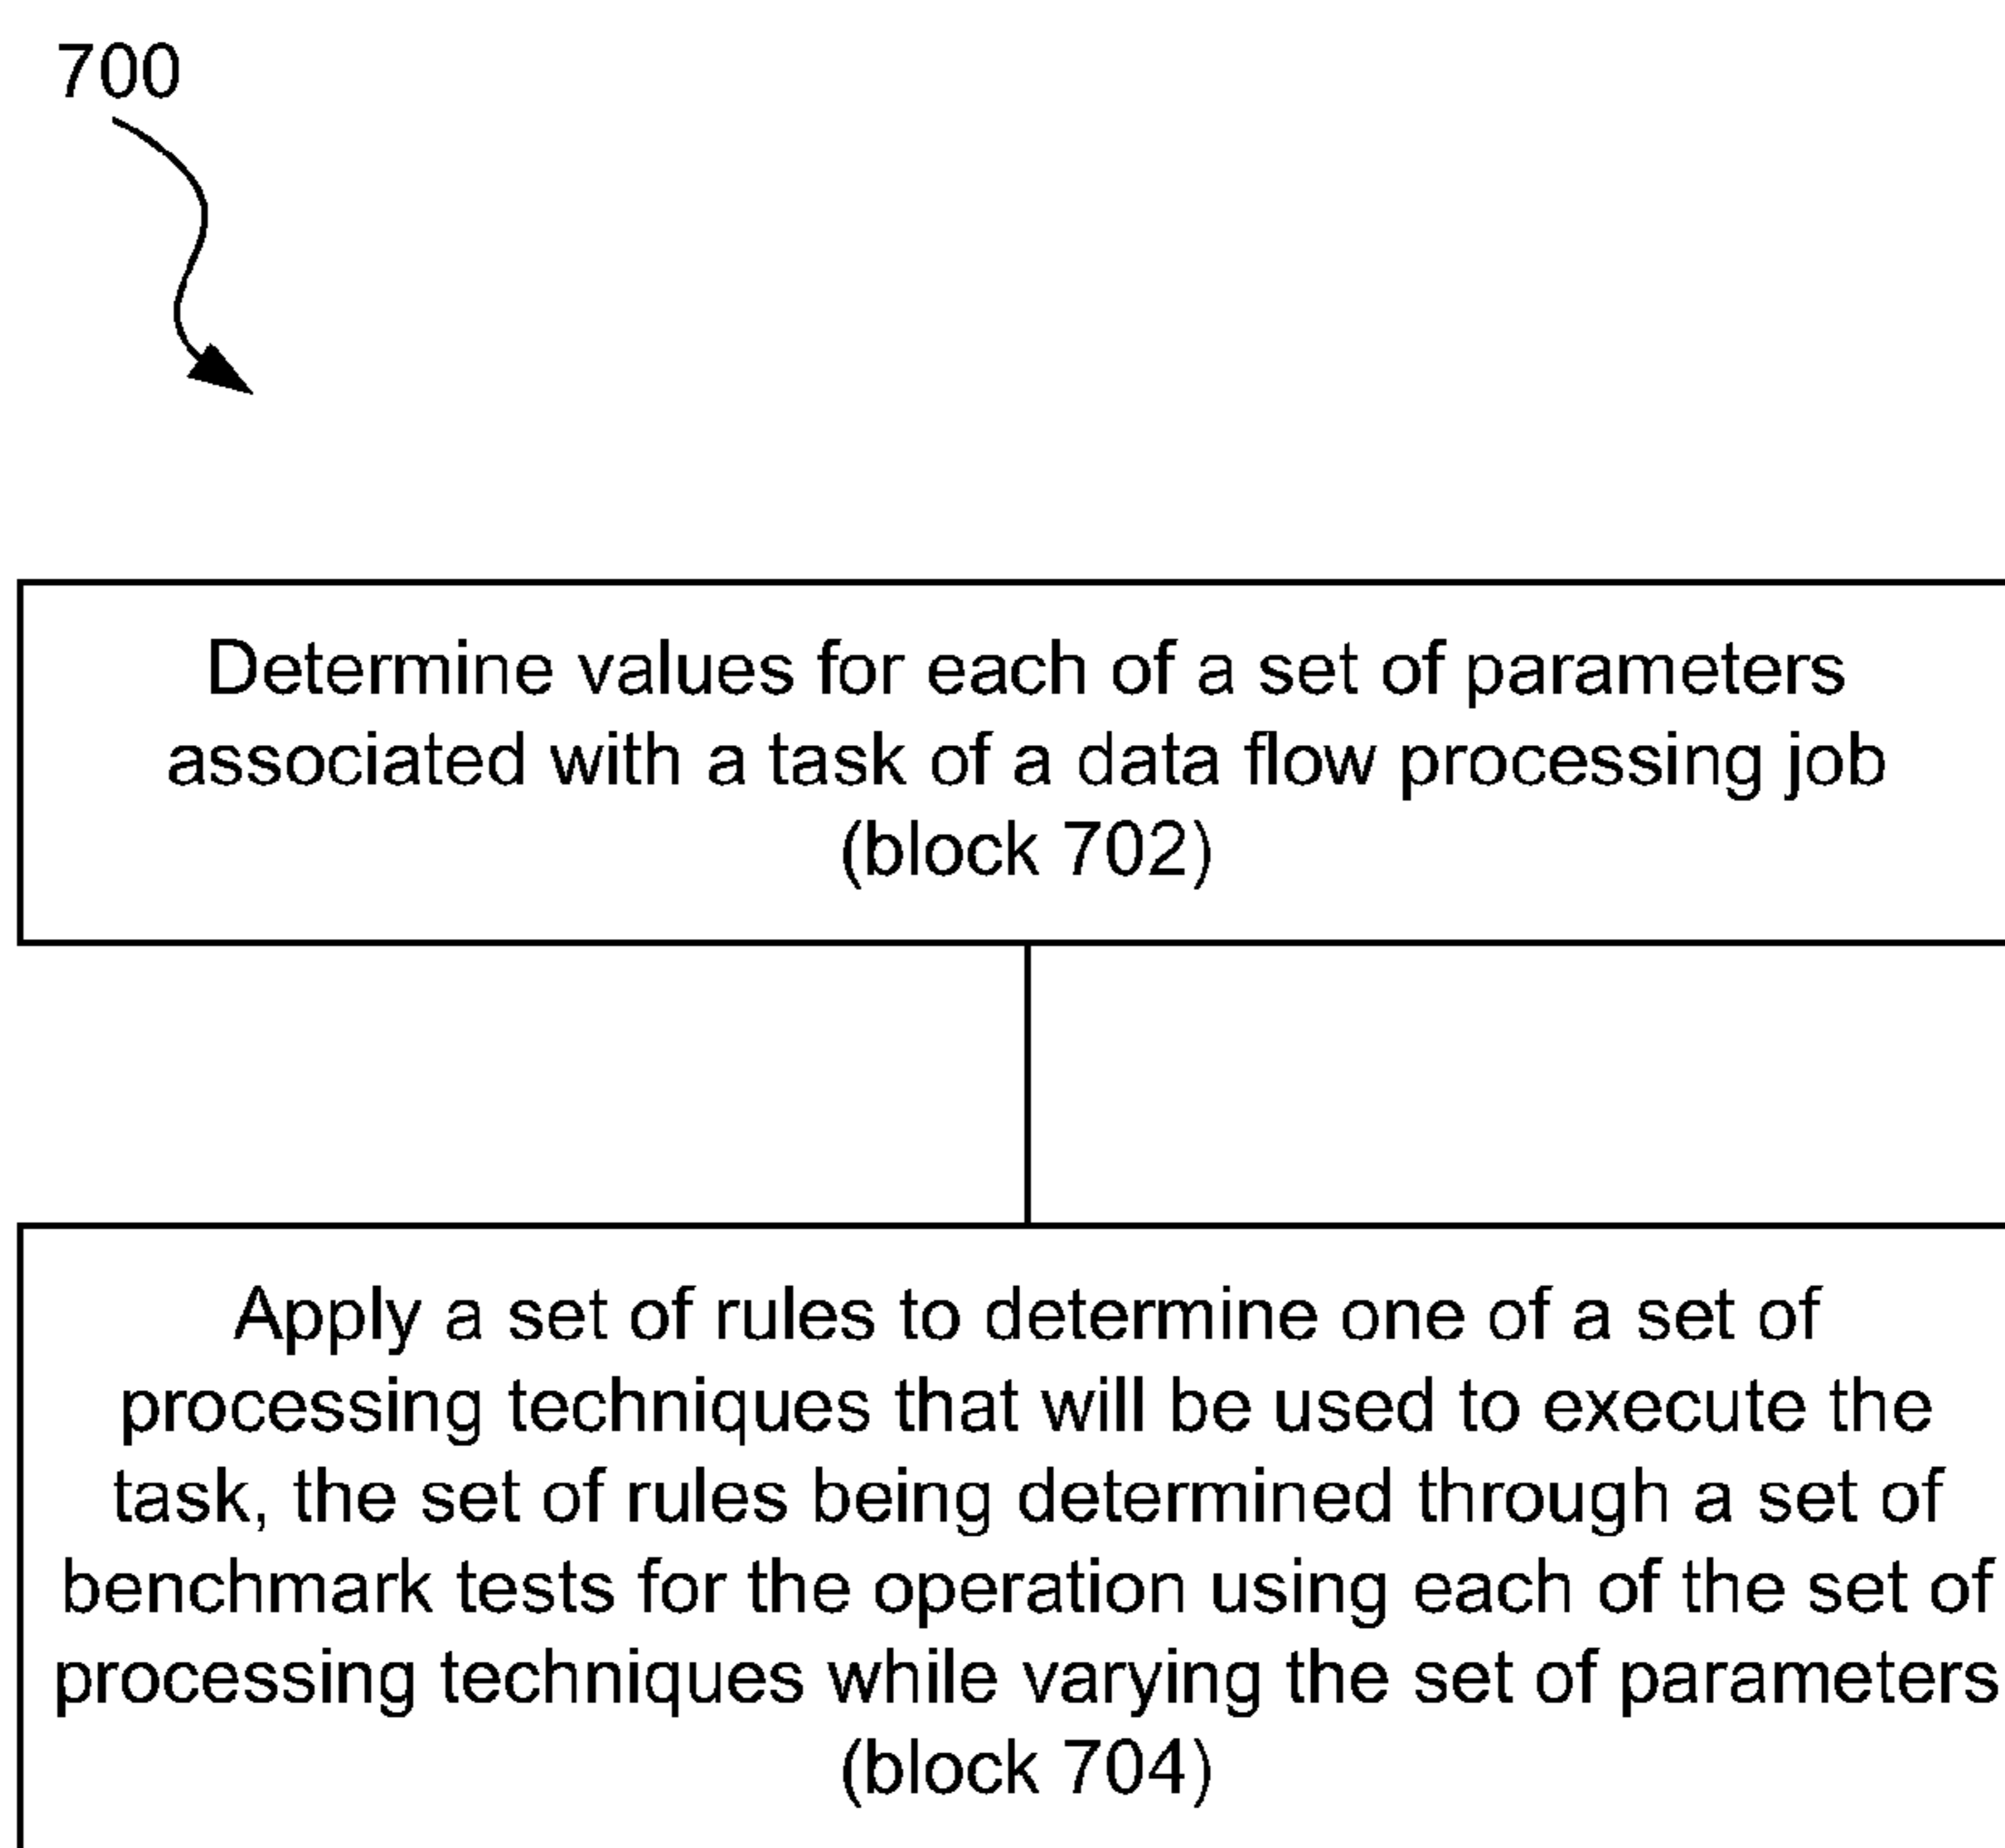 700
Determine values for each of a set of parameters
associated with a task of a data flow processing job
(block 702)
Apply a set of rules to determine one of a set of
processing techniques that will be used to execute the
task, the set of rules being determined through a set of
benchmark tests for the operation using each of the set of
processing techniques while varying the set of parameters
(block 704)